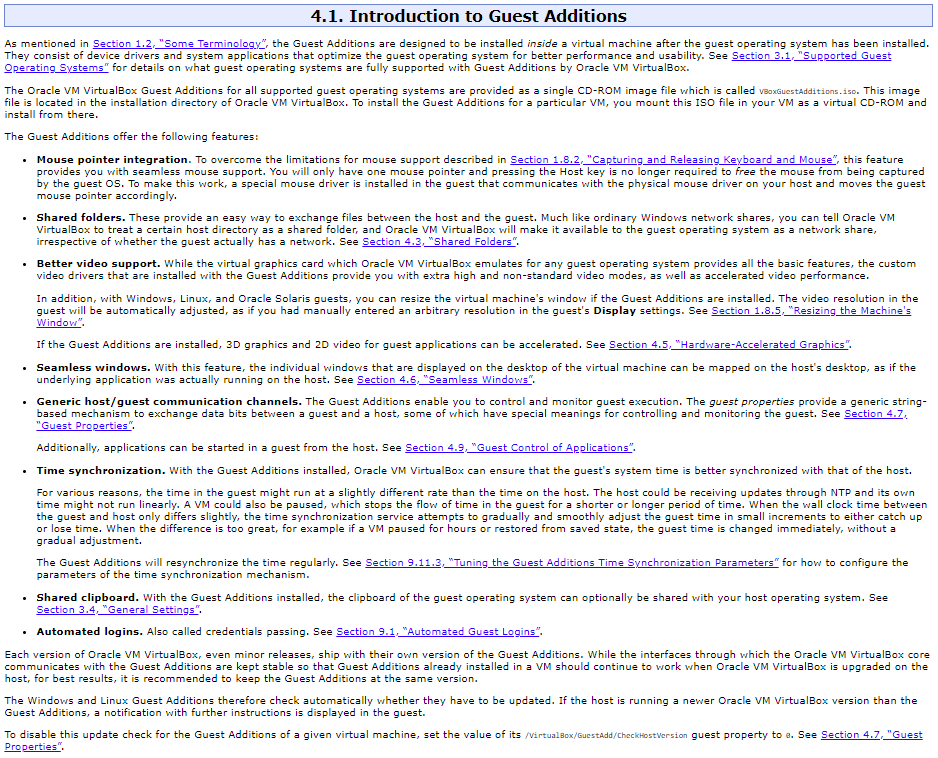 4.1. Introduction to Guest Additions
As mentioned in Section 1.2, “Some Terminology”, the Guest Additions are designed to be installed inside a virtual machine after the guest operating system has been installed.
They consist of device drivers and system applications that optimize the guest operating system for better performance and usability. See Section 3.1, “Supported Guest
Operating Systems” for details on what guest operating systems are fully supported with Guest Additions by Oracle VM VirtualBox.
The Oracle VM VirtualBox Guest Additions for all supported guest operating systems are provided as a single CD-ROM image file which is called VBoxGuestAdditions.iso. This image
file is located in the installation directory of Oracle VM VirtualBox. To install the Guest Additions for a particular VM, you mount this ISO file in your VM as a virtual CD-ROM and
install from there.
The Guest Additions offer the following features:
• Mouse pointer integration. To overcome the limitations for mouse support described in Section 1.8.2, “Capturing and Releasing Keyboard and Mouse”, this feature
provides you with seamless mouse support. You will only have one mouse pointer and pressing the Host key is no longer required to free the mouse from being captured
by the guest OS. To make this work, a special mouse driver is installed in the guest that communicates with the physical mouse driver on your host and moves the guest
mouse pointer accordingly.
• Shared folders. These provide an easy way to exchange files between the host and the guest. Much like ordinary Windows network shares, you can tell Oracle VM
VirtualBox to treat a certain host directory as a shared folder, and Oracle VM VirtualBox will make it available to the guest operating system as a network share,
irrespective of whether the guest actually has a network. See Section 4.3, “Shared Folders”.
• Better video support. While the virtual graphics card which Oracle VM VirtualBox emulates for any guest operating system provides all the basic features, the custom
video drivers that are installed with the Guest Additions provide you with extra high and non-standard video modes, as well as accelerated video performance.
In addition, with Windows, Linux, and Oracle Solaris guests, you can resize the virtual machine's window if the Guest Additions are installed. The video resolution in the
guest will be automatically adjusted, as if you had manually entered an arbitrary resolution in the guest's Display settings. See Section 1.8.5, “Resizing the Machine's
Window”.
If the Guest Additions are installed, 3D graphics and 2D video for guest applications can be accelerated. See Section 4.5, “Hardware-Accelerated Graphics”.
• Seamless windows. With this feature, the individual windows that are displayed on the desktop of the virtual machine can be mapped on the host's desktop, as if the
underlying application was actually running on the host. See Section 4.6, “Seamless Windows”.
• Generic host/guest communication channels. The Guest Additions enable you to control and monitor guest execution. The guest properties provide a generic string-
based mechanism to exchange data bits between a guest and a host, some of which have special meanings for controlling and monitoring the guest. See Section 4.7,
“Guest Properties”.
Additionally, applications can be started in a guest from the host. See Section 4.9, “Guest Control of Applications”.
• Time synchronization. With the Guest Additions installed, Oracle VM VirtualBox can ensure that the guest's system time is better synchronized with that of the host.
For various reasons, the time in the guest might run at a slightly different rate than the time on the host. The host could be receiving updates through NTP and its own
time might not run linearly. A VM could also be paused, which stops the flow of time in the guest for a shorter or longer period of time. When the wall clock time between
the guest and host only differs slightly, the time synchronization service attempts to gradually and smoothly adjust the guest time in small increments to either catch up
or lose time. When the difference is too great, for example if a VM paused for hours or restored from saved state, the guest time is changed immediately, without a
gradual adjustment.
The Guest Additions will resynchronize the time regularly. See Section 9.11.3, “Tuning the Guest Additions Time Synchronization Parameters” for how to configure the
parameters of the time synchronization mechanism.
• Shared clipboard. With the Guest Additions installed, the clipboard of the guest operating system can optionally be shared with your host operating system. See
Section 3.4, “General Settings”.
• Automated logins. Also called credentials passing. See Section 9.1, “Automated Guest Logins”.
Each version of Oracle VM VirtualBox, even minor releases, ship with their own version of the Guest Additions. While the interfaces through which the Oracle VM VirtualBox core
communicates with the Guest Additions are kept stable so that Guest Additions already installed in a VM should continue to work when Oracle VM VirtualBox is upgraded on the
host, for best results, it is recommended to keep the Guest Additions at the same version.
The Windows and Linux Guest Additions therefore check automatically whether they have to be updated. If the host is running a newer Oracle VM VirtualBox version than the
Guest Additions, a notification with further instructions is displayed in the guest.
To disable this update check for the Guest Additions of a given virtual machine, set the value of its /VirtualBox/GuestAdd/CheckHostVersion guest property to 0. See Section 4.7, “Guest
Properties”.